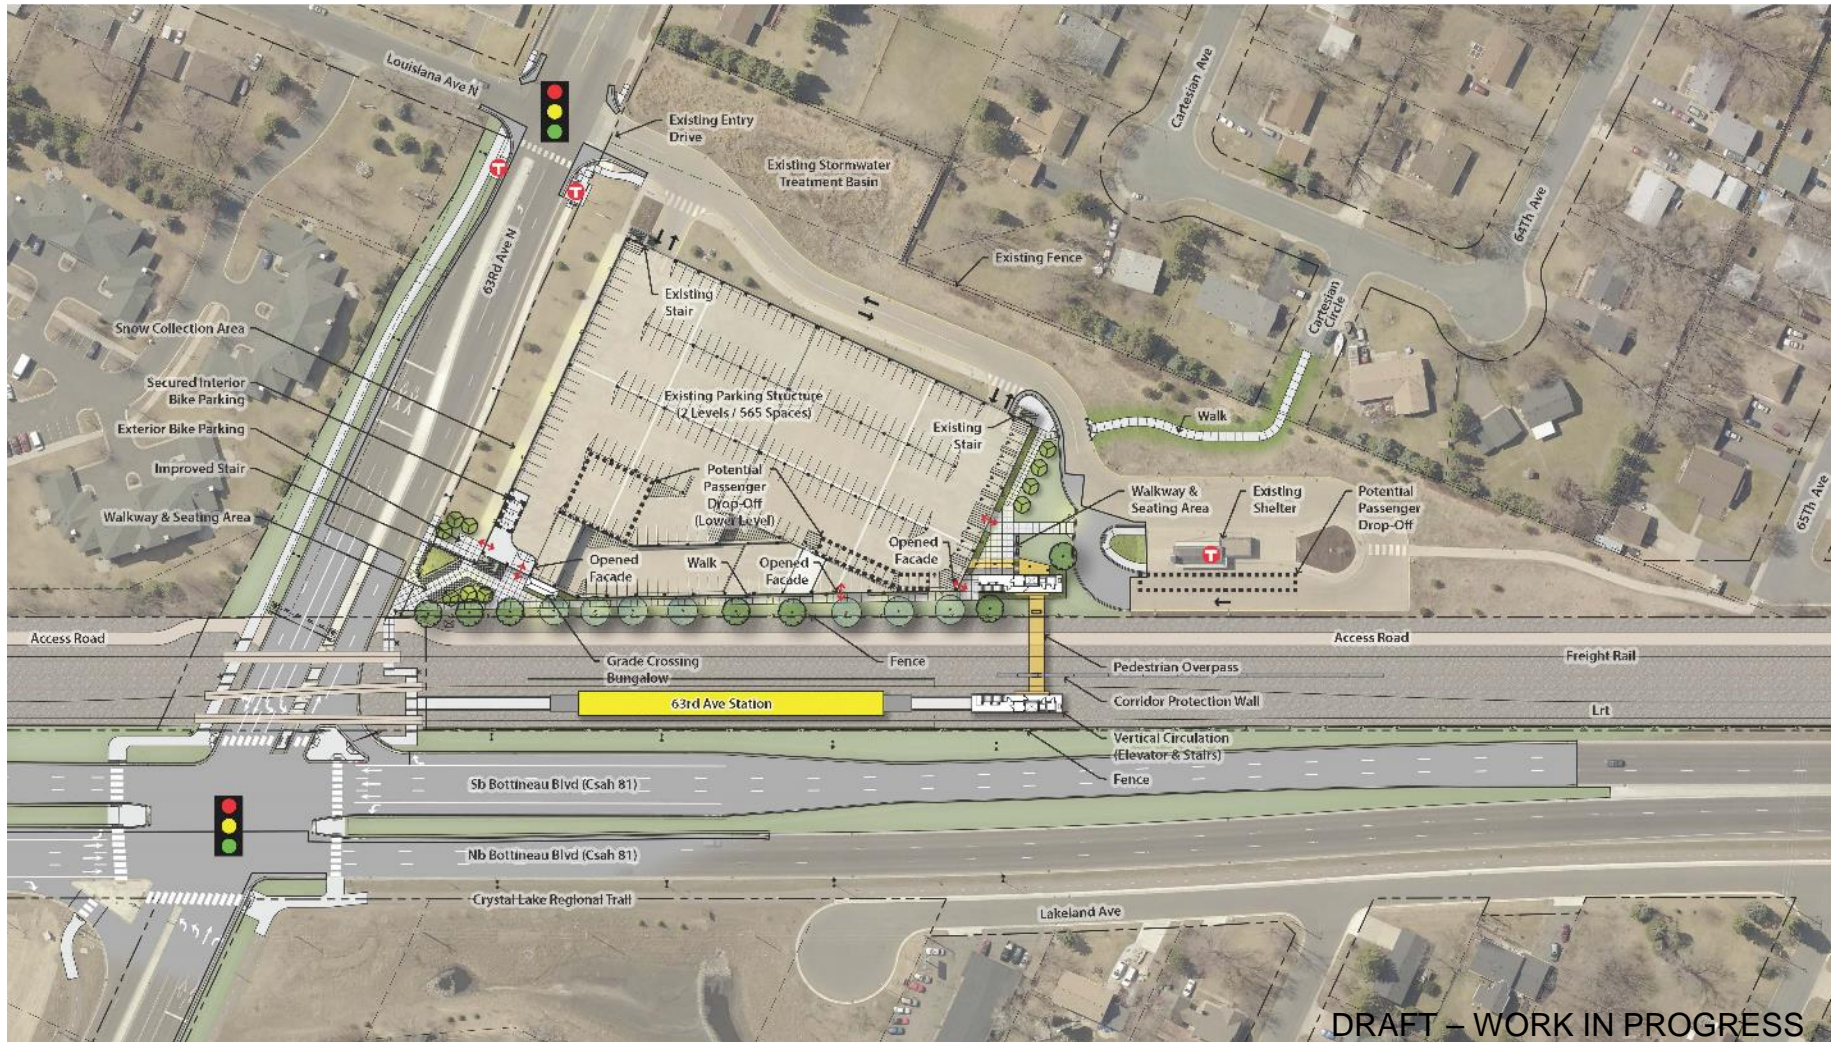 Louisiana Ave N
Existing Entry
Drive
Existing Stormwater
Treatment Basin
Cartesian Ave
64Th Ave
T
T
63Rd Ave N
Existing Fence
Existing
Stair
Cartesian
Circle
Snow Collection Area
Secured Interior
Bike Parking
Exterior Bike Parking
Improved Stair
Walkway & Seating Area
Existing Parking Structure
(2 Levels / 565 Spaces)
Existing
Stair
Walk
Potential
Passenger
Drop-Off
(Lower Level)
Walkway &
Seating Area
Existing
Shelter
Potential
Passenger
Drop-Off
65Th Ave
T
Opened
Facade
Walk
Opened
Facade
Opened
Facade
Access Road
Grade Crossing
Bungalow
Fence
Pedestrian Overpass
Access Road
Freight Rail
63rd Ave Station
Corridor Protection Wall
Lrt
Vertical Circulation
(Elevator & Stairs)
Fence
Sb Bottineau Blvd (Csah 81)
Nb Bottineau Blvd (Csah 81)
Crystal Lake Regional Trail
Lakeland Ave
DRAFT – WORK IN PROGRESS